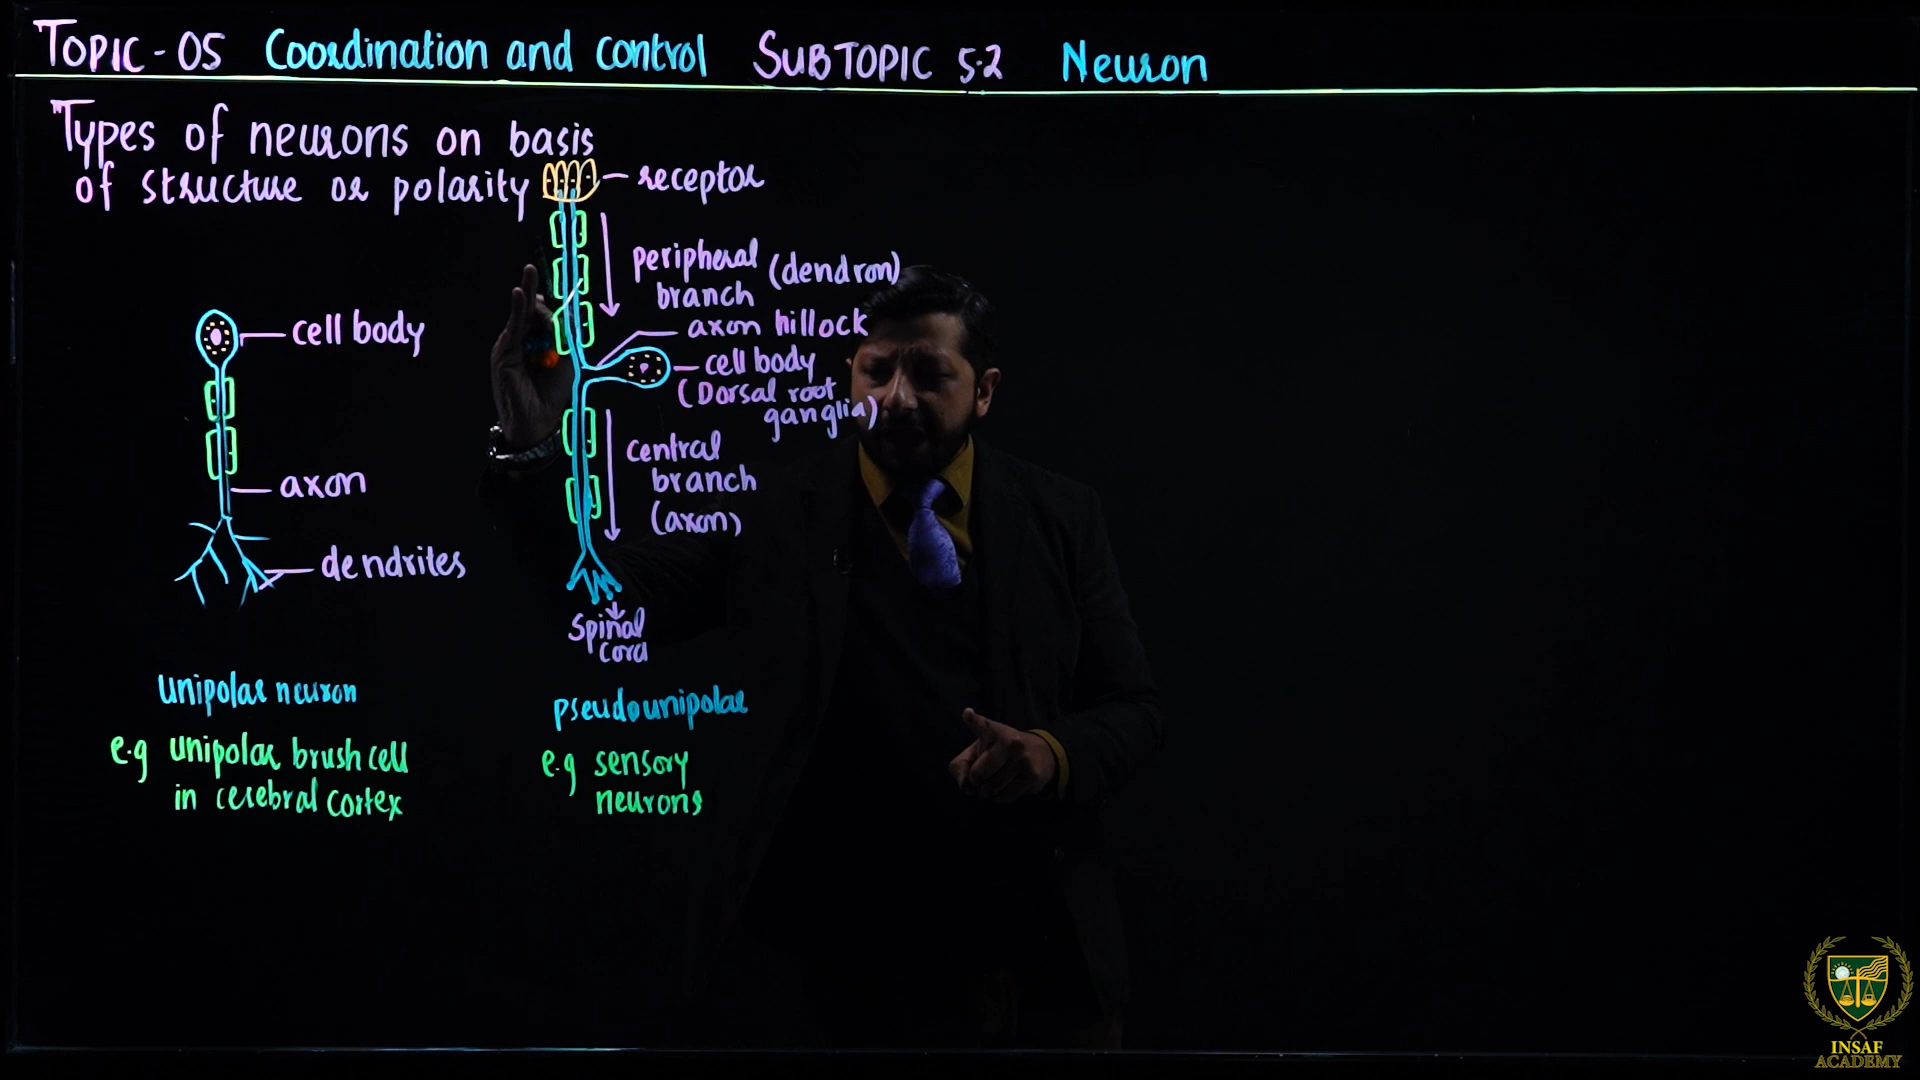 TOPIC - 05 Coordination and control SUBTOPIC 5.2 Neuron
Types of neurons on basis
of structure or polarity
receptor
peripheral (dendron)
branch
axon hillock
cell body
(Dorsal root
ganglia)
central
branch
(axon)
Spinal
cord
pseudounipolar
e.g sensory
neurons
cell body
axon
dendrites
unipolar neuron
e.g unipolar brush cell
in cerebral cortex
INSAF
ACADEMY